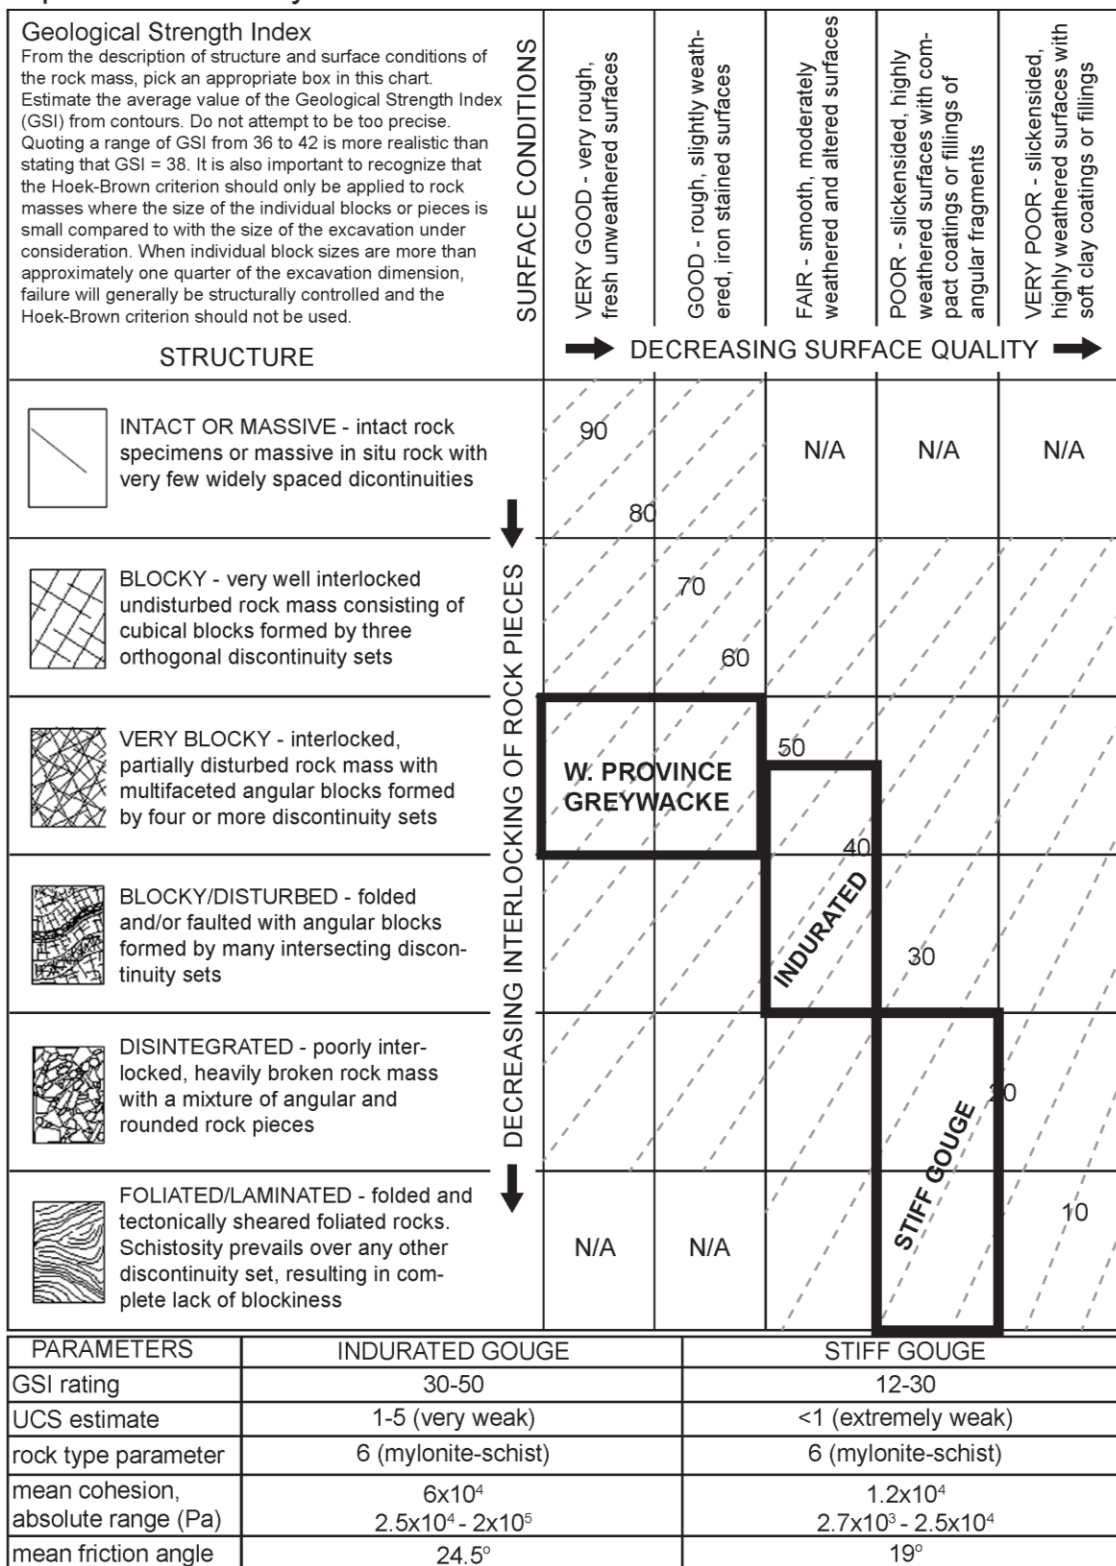 Geological Strength Index
From the description of structure and surface conditions of
the rock mass, pick an appropriate box in this chart.
Estimate the average value of the Geological Strength Index
(GSI) from contours. Do not attempt to be too precise.
Quoting a range of GSI from 36 to 42 is more realistic than
stating that GSI = 38. It is also important to recognize that
the Hoek-Brown criterion should only be applied to rock
masses where the size of the individual blocks or pieces is
small compared to with the size of the excavation under
consideration. When individual block sizes are more than
approximately one quarter of the excavation dimension,
failure will generally be structurally controlled and the
Hoek-Brown criterion should not be used.
STRUCTURE
SURFACE CONDITIONS
VERY GOOD - very rough,
fresh unweathered surfaces
GOOD - rough, slightly weath-
ered, iron stained surfaces
FAIR - smooth, moderately
weathered and altered surfaces
POOR - slickensided, highly
weathered surfaces with com-
pact coatings or fillings of
angular fragments
VERY POOR - slickensided,
highly weathered surfaces with
soft clay coatings or fillings
DECREASING SURFACE QUALITY
DECREASING INTERLOCKING OF ROCK PIECES
INTACT OR MASSIVE - intact rock
specimens or massive in situ rock with
very few widely spaced dicontinuities
90
80
N/A
N/A
N/A
BLOCKY - very well interlocked
undisturbed rock mass consisting of
cubical blocks formed by three
orthogonal discontinuity sets
70
60
VERY BLOCKY - interlocked,
partially disturbed rock mass with
multifaceted angular blocks formed
by four or more discontinuity sets
W. PROVINCE
GREYWACKE
50
40
BLOCKY/DISTURBED - folded
and/or faulted with angular blocks
formed by many intersecting discon-
tinuity sets
INDURATED
30
DISINTEGRATED - poorly inter-
locked, heavily broken rock mass
with a mixture of angular and
rounded rock pieces
20
STIFF GOUGE
FOLIATED/LAMINATED - folded and
tectonically sheared foliated rocks.
Schistosity prevails over any other
discontinuity set, resulting in com-
plete lack of blockiness
N/A
N/A
10
PARAMETERS INDURATED GOUGE STIFF GOUGE
GSI rating 30-50 12-30
UCS estimate 1-5 (very weak) <1 (extremely weak)
rock type parameter 6 (mylonite-schist) 6 (mylonite-schist)
mean cohesion, 6x10⁴ 1.2x10⁴
absolute range (Pa) 2.5x10⁴ - 2x10⁵ 2.7x10³ - 2.5x10⁴
mean friction angle 24.5º 19º